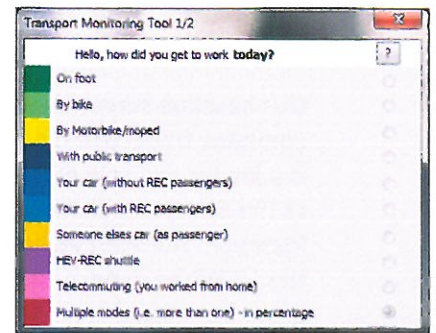 Transport Monitoring Tool 1/2
Hello, how did you get to work today?
?
On foot
By bike
By Motorbike/moped
With public transport
Your car (without REC passengers)
Your car (with REC passengers)
Someone elses car (as passenger)
HEV-REC shuttle
Telecommuting (you worked from home)
Multiple modes (i.e. more than one) - in percentage